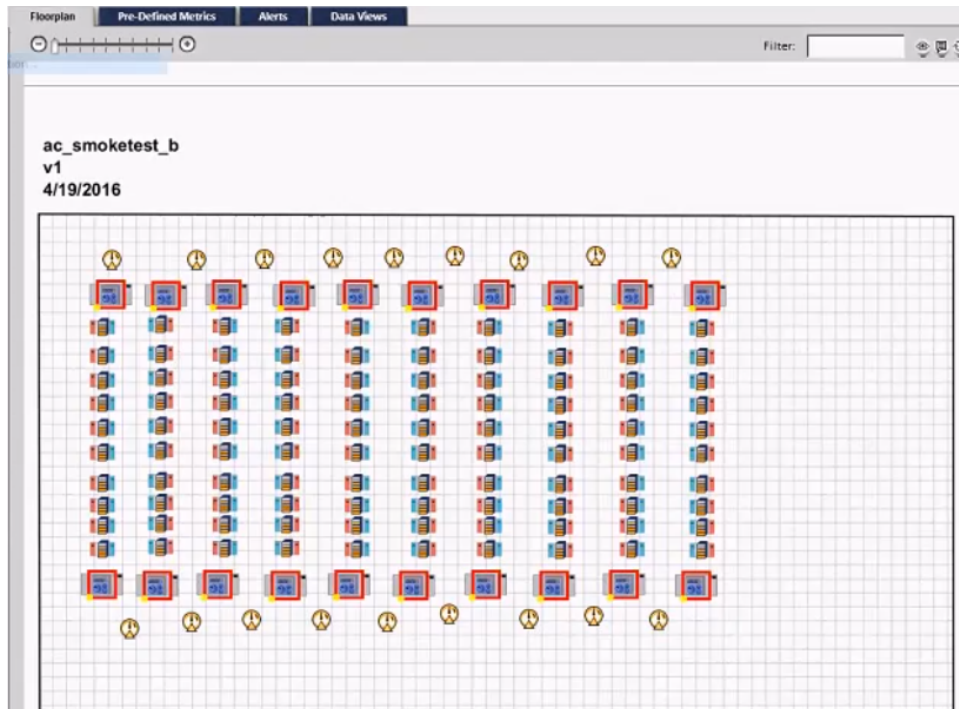 Floorplan Pre-Defined Metrics Alerts Data Views
Filter:
ac_smoketest_b
v1
4/19/2016